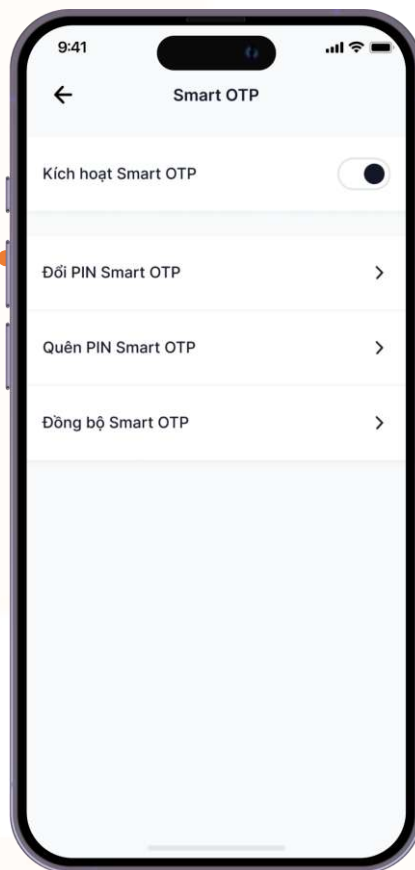 9:41
Smart OTP
Kích hoạt Smart OTP
Đổi PIN Smart OTP
Quên PIN Smart OTP
Đồng bộ Smart OTP